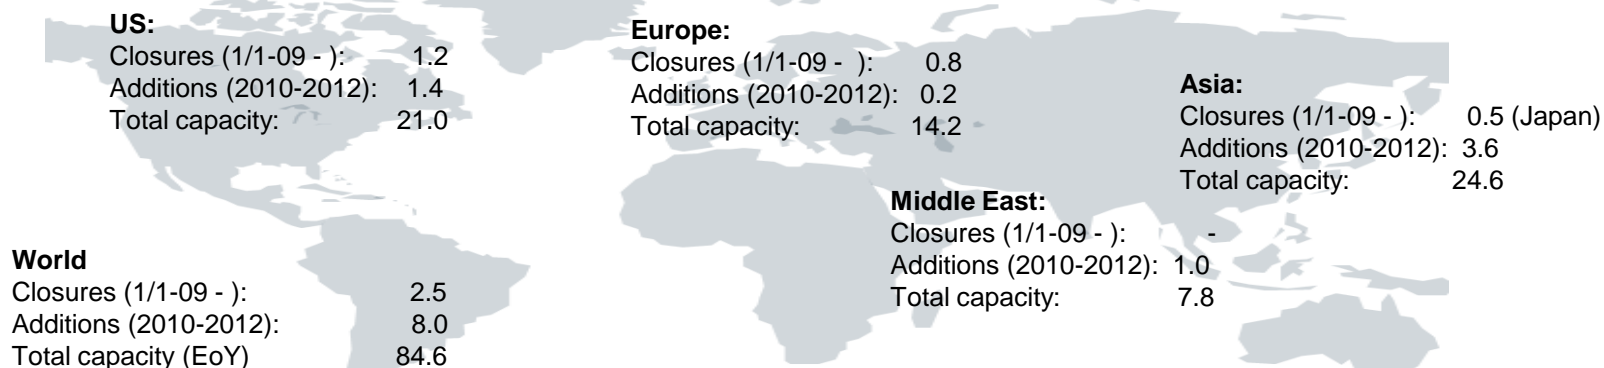 US:
Closures (1/1-09 - ): 1.2
Additions (2010-2012): 1.4
Total capacity: 21.0
Europe:
Closures (1/1-09 - ): 0.8
Additions (2010-2012): 0.2
Total capacity: 14.2
Asia:
Closures (1/1-09 - ): 0.5 (Japan)
Additions (2010-2012): 3.6
Total capacity: 24.6
Middle East:
Closures (1/1-09 - ): -
Additions (2010-2012): 1.0
Total capacity: 7.8
World
Closures (1/1-09 - ): 2.5
Additions (2010-2012): 8.0
Total capacity (EoY) 84.6